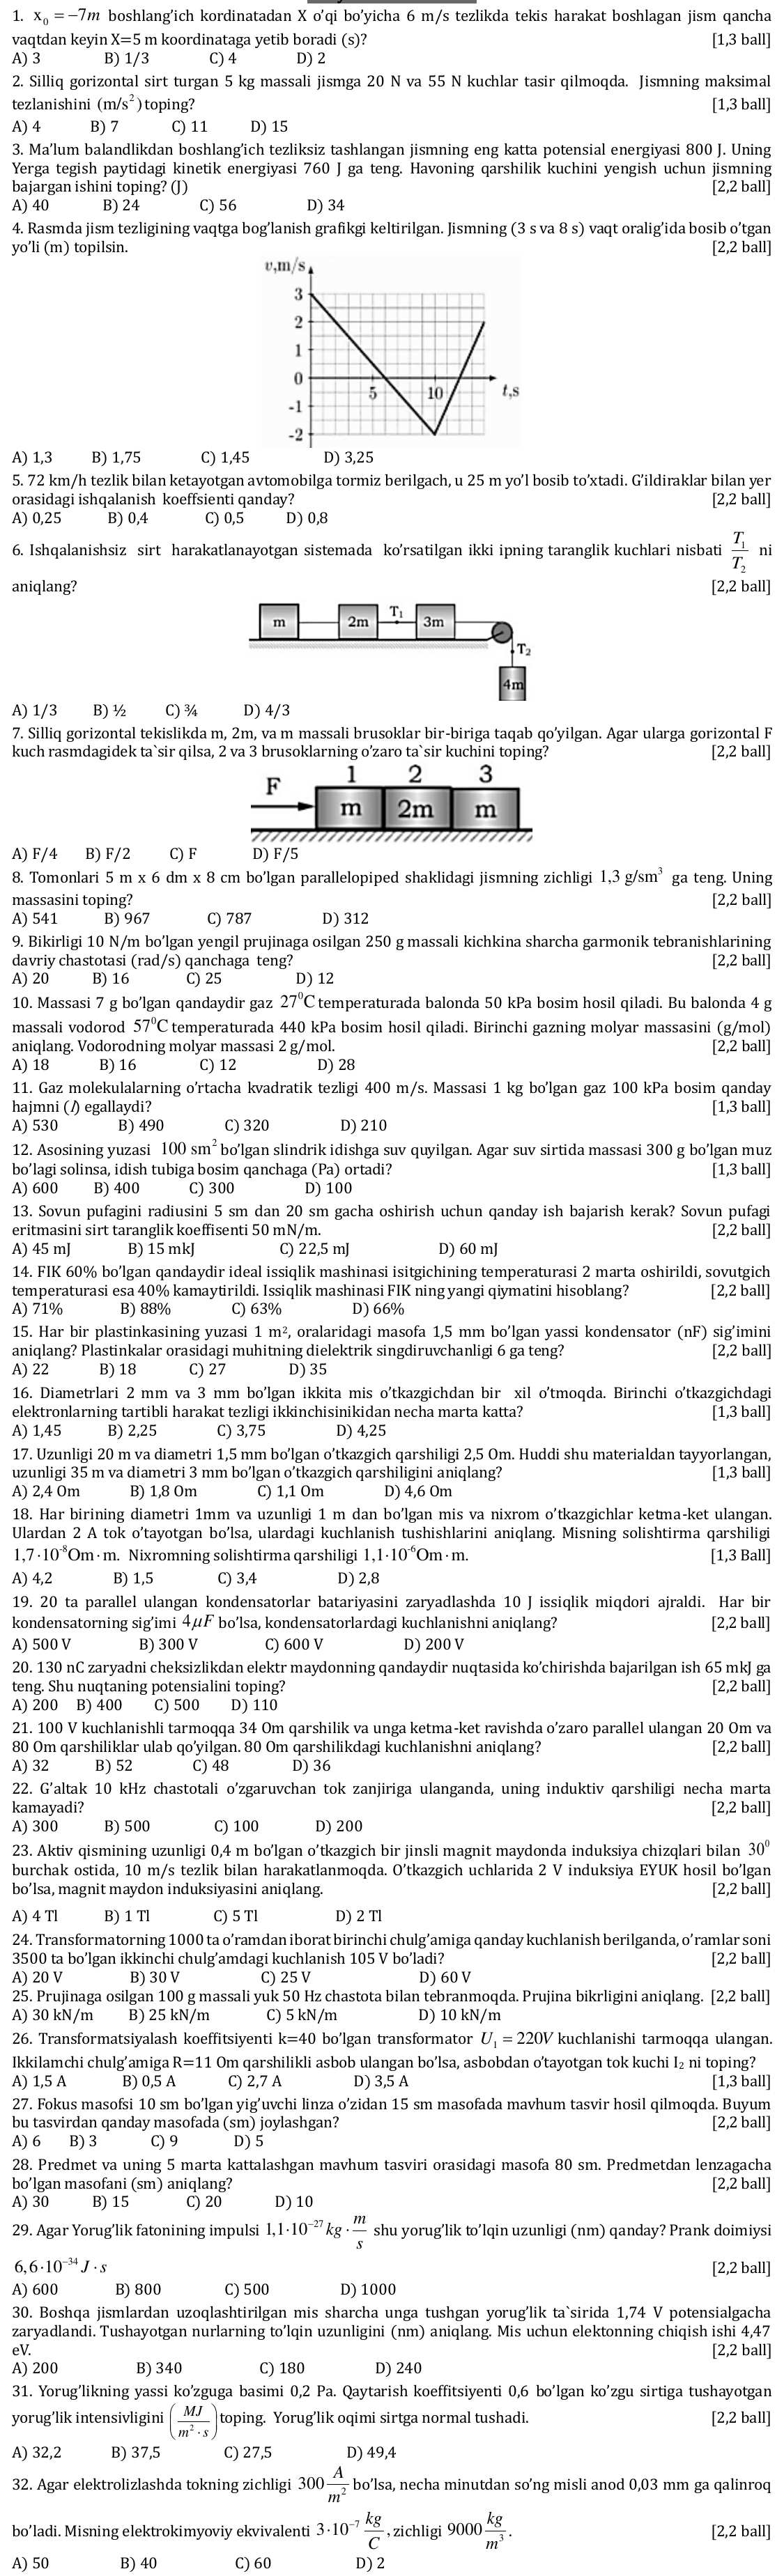 1. x₀ = −7m boshlang'ich kordinatadan X o'qi bo'yicha 6 m/s tezlikda tekis harakat boshlagan jism qancha
vaqtdan keyin X=5 m koordinataga yetib boradi (s)? [1,3 ball]
A) 3 B) 1/3 C) 4 D) 2
2. Silliq gorizontal sirt turgan 5 kg massali jismga 20 N va 55 N kuchlar tasir qilmoqda. Jismning maksimal
tezlanishini (m/s²)toping? [1,3 ball]
A) 4 B) 7 C) 11 D) 15
3. Ma'lum balandlikdan boshlang'ich tezliksiz tashlangan jismning eng katta potensial energiyasi 800 J. Uning
Yerga tegish paytidagi kinetik energiyasi 760 J ga teng. Havoning qarshilik kuchini yengish uchun jismning
bajargan ishini toping? (J) [2,2 ball]
A) 40 B) 24 C) 56 D) 34
4. Rasmda jism tezligining vaqtga bog'lanish grafikgi keltirilgan. Jismning (3 s va 8 s) vaqt oralig'ida bosib o'tgan
yo'li (m) topilsin. [2,2 ball]
v,m/s
3
2
1
0 5 10 t,s
-1
-2
A) 1,3 B) 1,75 C) 1,45 D) 3,25
5. 72 km/h tezlik bilan ketayotgan avtomobilga tormiz berilgach, u 25 m yo'l bosib to'xtadi. G'ildiraklar bilan yer
orasidagi ishqalanish koeffsienti qanday? [2,2 ball]
A) 0,25 B) 0,4 C) 0,5 D) 0,8
6. Ishqalanishsiz sirt harakatlanayotgan sistemada ko'rsatilgan ikki ipning taranglik kuchlari nisbati T₁/T₂ ni
aniqlang? [2,2 ball]
m 2m T₁ 3m
T₂
4m
A) 1/3 B) ½ C) ¾ D) 4/3
7. Silliq gorizontal tekislikda m, 2m, va m massali brusoklar bir-biriga taqab qo'yilgan. Agar ularga gorizontal F
kuch rasmdagidek ta`sir qilsa, 2 va 3 brusoklarning o'zaro ta`sir kuchini toping? [2,2 ball]
F 1 2 3
m 2m m
A) F/4 B) F/2 C) F D) F/5
8. Tomonlari 5 m x 6 dm x 8 cm bo'lgan parallelopiped shaklidagi jismning zichligi 1,3 g/sm³ ga teng. Uning
massasini toping? [2,2 ball]
A) 541 B) 967 C) 787 D) 312
9. Bikirligi 10 N/m bo'lgan yengil prujinaga osilgan 250 g massali kichkina sharcha garmonik tebranishlarining
davriy chastotasi (rad/s) qanchaga teng? [2,2 ball]
A) 20 B) 16 C) 25 D) 12
10. Massasi 7 g bo'lgan qandaydir gaz 27⁰C temperaturada balonda 50 kPa bosim hosil qiladi. Bu balonda 4 g
massali vodorod 57⁰C temperaturada 440 kPa bosim hosil qiladi. Birinchi gazning molyar massasini (g/mol)
aniqlang. Vodorodning molyar massasi 2 g/mol. [2,2 ball]
A) 18 B) 16 C) 12 D) 28
11. Gaz molekulalarning o'rtacha kvadratik tezligi 400 m/s. Massasi 1 kg bo'lgan gaz 100 kPa bosim qanday
hajmni (l) egallaydi? [1,3 ball]
A) 530 B) 490 C) 320 D) 210
12. Asosining yuzasi 100 sm² bo'lgan slindrik idishga suv quyilgan. Agar suv sirtida massasi 300 g bo'lgan muz
bo'lagi solinsa, idish tubiga bosim qanchaga (Pa) ortadi? [1,3 ball]
A) 600 B) 400 C) 300 D) 100
13. Sovun pufagini radiusini 5 sm dan 20 sm gacha oshirish uchun qanday ish bajarish kerak? Sovun pufagi
eritmasini sirt taranglik koeffisenti 50 mN/m. [2,2 ball]
A) 45 mJ B) 15 mkJ C) 22,5 mJ D) 60 mJ
14. FIK 60% bo'lgan qandaydir ideal issiqlik mashinasi isitgichining temperaturasi 2 marta oshirildi, sovutgich
temperaturasi esa 40% kamaytirildi. Issiqlik mashinasi FIK ning yangi qiymatini hisoblang? [2,2 ball]
A) 71% B) 88% C) 63% D) 66%
15. Har bir plastinkasining yuzasi 1 m², oralaridagi masofa 1,5 mm bo'lgan yassi kondensator (nF) sig'imini
aniqlang? Plastinkalar orasidagi muhitning dielektrik singdiruvchanligi 6 ga teng? [2,2 ball]
A) 22 B) 18 C) 27 D) 35
16. Diametrlari 2 mm va 3 mm bo'lgan ikkita mis o'tkazgichdan bir xil o'tmoqda. Birinchi o'tkazgichdagi
elektronlarning tartibli harakat tezligi ikkinchisinikidan necha marta katta? [1,3 ball]
A) 1,45 B) 2,25 C) 3,75 D) 4,25
17. Uzunligi 20 m va diametri 1,5 mm bo'lgan o'tkazgich qarshiligi 2,5 Om. Huddi shu materialdan tayyorlangan,
uzunligi 35 m va diametri 3 mm bo'lgan o'tkazgich qarshiligini aniqlang? [1,3 ball]
A) 2,4 Om B) 1,8 Om C) 1,1 Om D) 4,6 Om
18. Har birining diametri 1mm va uzunligi 1 m dan bo'lgan mis va nixrom o'tkazgichlar ketma-ket ulangan.
Ulardan 2 A tok o'tayotgan bo'lsa, ulardagi kuchlanish tushishlarini aniqlang. Misning solishtirma qarshiligi
1,7·10⁻⁸Om·m. Nixromning solishtirma qarshiligi 1,1·10⁻⁶Om·m. [1,3 Ball]
A) 4,2 B) 1,5 C) 3,4 D) 2,8
19. 20 ta parallel ulangan kondensatorlar batariyasini zaryadlashda 10 J issiqlik miqdori ajraldi. Har bir
kondensatorning sig'imi 4μF bo'lsa, kondensatorlardagi kuchlanishni aniqlang? [2,2 ball]
A) 500 V B) 300 V C) 600 V D) 200 V
20. 130 nC zaryadni cheksizlikdan elektr maydonning qandaydir nuqtasida ko'chirishda bajarilgan ish 65 mkJ ga
teng. Shu nuqtaning potensialini toping? [2,2 ball]
A) 200 B) 400 C) 500 D) 110
21. 100 V kuchlanishli tarmoqqa 34 Om qarshilik va unga ketma-ket ravishda o'zaro parallel ulangan 20 Om va
80 Om qarshiliklar ulab qo'yilgan. 80 Om qarshilikdagi kuchlanishni aniqlang? [2,2 ball]
A) 32 B) 52 C) 48 D) 36
22. G'altak 10 kHz chastotali o'zgaruvchan tok zanjiriga ulanganda, uning induktiv qarshiligi necha marta
kamayadi? [2,2 ball]
A) 300 B) 500 C) 100 D) 200
23. Aktiv qismining uzunligi 0,4 m bo'lgan o'tkazgich bir jinsli magnit maydonda induksiya chizqlari bilan 30⁰
burchak ostida, 10 m/s tezlik bilan harakatlanmoqda. O'tkazgich uchlarida 2 V induksiya EYUK hosil bo'lgan
bo'lsa, magnit maydon induksiyasini aniqlang. [2,2 ball]
A) 4 Tl B) 1 Tl C) 5 Tl D) 2 Tl
24. Transformatorning 1000 ta o'ramdan iborat birinchi chulg'amiga qanday kuchlanish berilganda, o'ramlar soni
3500 ta bo'lgan ikkinchi chulg'amdagi kuchlanish 105 V bo'ladi? [2,2 ball]
A) 20 V B) 30 V C) 25 V D) 60 V
25. Prujinaga osilgan 100 g massali yuk 50 Hz chastota bilan tebranmoqda. Prujina bikrligini aniqlang. [2,2 ball]
A) 30 kN/m B) 25 kN/m C) 5 kN/m D) 10 kN/m
26. Transformatsiyalash koeffitsiyenti k=40 bo'lgan transformator U₁ = 220V kuchlanishi tarmoqqa ulangan.
Ikkilamchi chulg'amiga R=11 Om qarshilikli asbob ulangan bo'lsa, asbobdan o'tayotgan tok kuchi I₂ ni toping?
A) 1,5 A B) 0,5 A C) 2,7 A D) 3,5 A [1,3 ball]
27. Fokus masofsi 10 sm bo'lgan yig'uvchi linza o'zidan 15 sm masofada mavhum tasvir hosil qilmoqda. Buyum
bu tasvirdan qanday masofada (sm) joylashgan? [2,2 ball]
A) 6 B) 3 C) 9 D) 5
28. Predmet va uning 5 marta kattalashgan mavhum tasviri orasidagi masofa 80 sm. Predmetdan lenzagacha
bo'lgan masofani (sm) aniqlang? [2,2 ball]
A) 30 B) 15 C) 20 D) 10
29. Agar Yorug'lik fatonining impulsi 1,1·10⁻²⁷ kg·m/s shu yorug'lik to'lqin uzunligi (nm) qanday? Prank doimiysi
6,6·10⁻³⁴ J·s [2,2 ball]
A) 600 B) 800 C) 500 D) 1000
30. Boshqa jismlardan uzoqlashtirilgan mis sharcha unga tushgan yorug'lik ta`sirida 1,74 V potensialgacha
zaryadlandi. Tushayotgan nurlarning to'lqin uzunligini (nm) aniqlang. Mis uchun elektonning chiqish ishi 4,47
eV. [2,2 ball]
A) 200 B) 340 C) 180 D) 240
31. Yorug'likning yassi ko'zguga basimi 0,2 Pa. Qaytarish koeffitsiyenti 0,6 bo'lgan ko'zgu sirtiga tushayotgan
yorug'lik intensivligini (MJ/m²·s) toping. Yorug'lik oqimi sirtga normal tushadi. [2,2 ball]
A) 32,2 B) 37,5 C) 27,5 D) 49,4
32. Agar elektrolizlashda tokning zichligi 300 A/m² bo'lsa, necha minutdan so'ng misli anod 0,03 mm ga qalinroq
bo'ladi. Misning elektrokimyoviy ekvivalenti 3·10⁻⁷ kg/C, zichligi 9000 kg/m³. [2,2 ball]
A) 50 B) 40 C) 60 D) 2